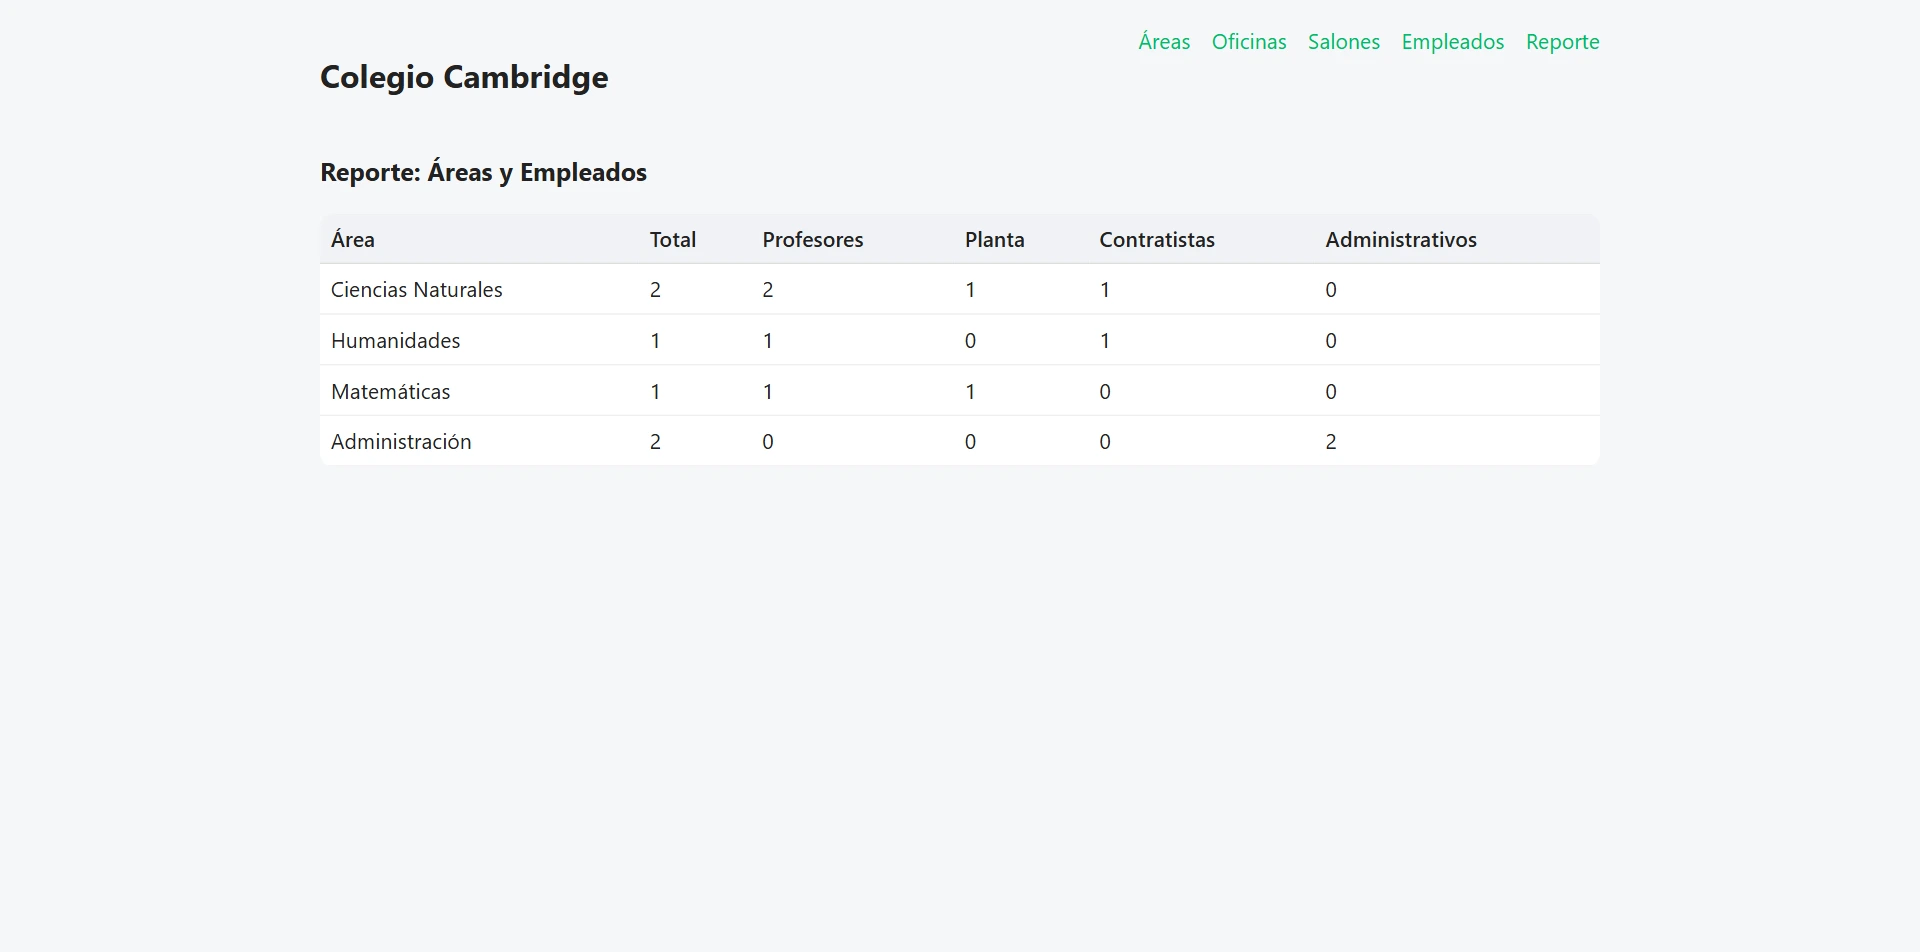 Áreas Oficinas Salones Empleados Reporte
Colegio Cambridge
Reporte: Áreas y Empleados
Área Total Profesores Planta Contratistas Administrativos
Ciencias Naturales 2 2 1 1 0
Humanidades 1 1 0 1 0
Matemáticas 1 1 1 0 0
Administración 2 0 0 0 2